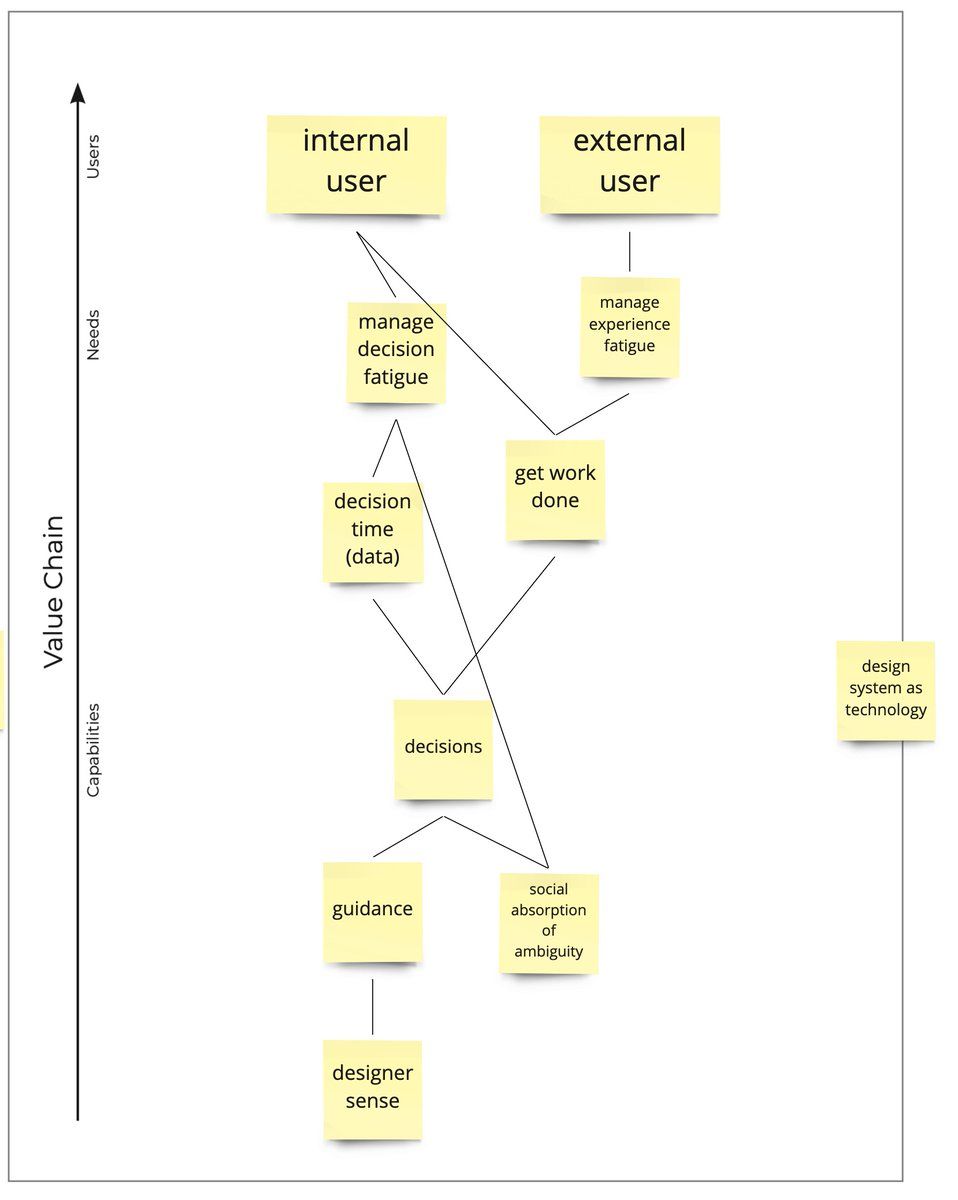 Users
internal
user
external
user
Needs
manage
decision
fatigue
manage
experience
fatigue
get work
done
decision
time
(data)
Value Chain
design
system as
technology
Capabilities
decisions
guidance
social
absorption
of
ambiguity
designer
sense